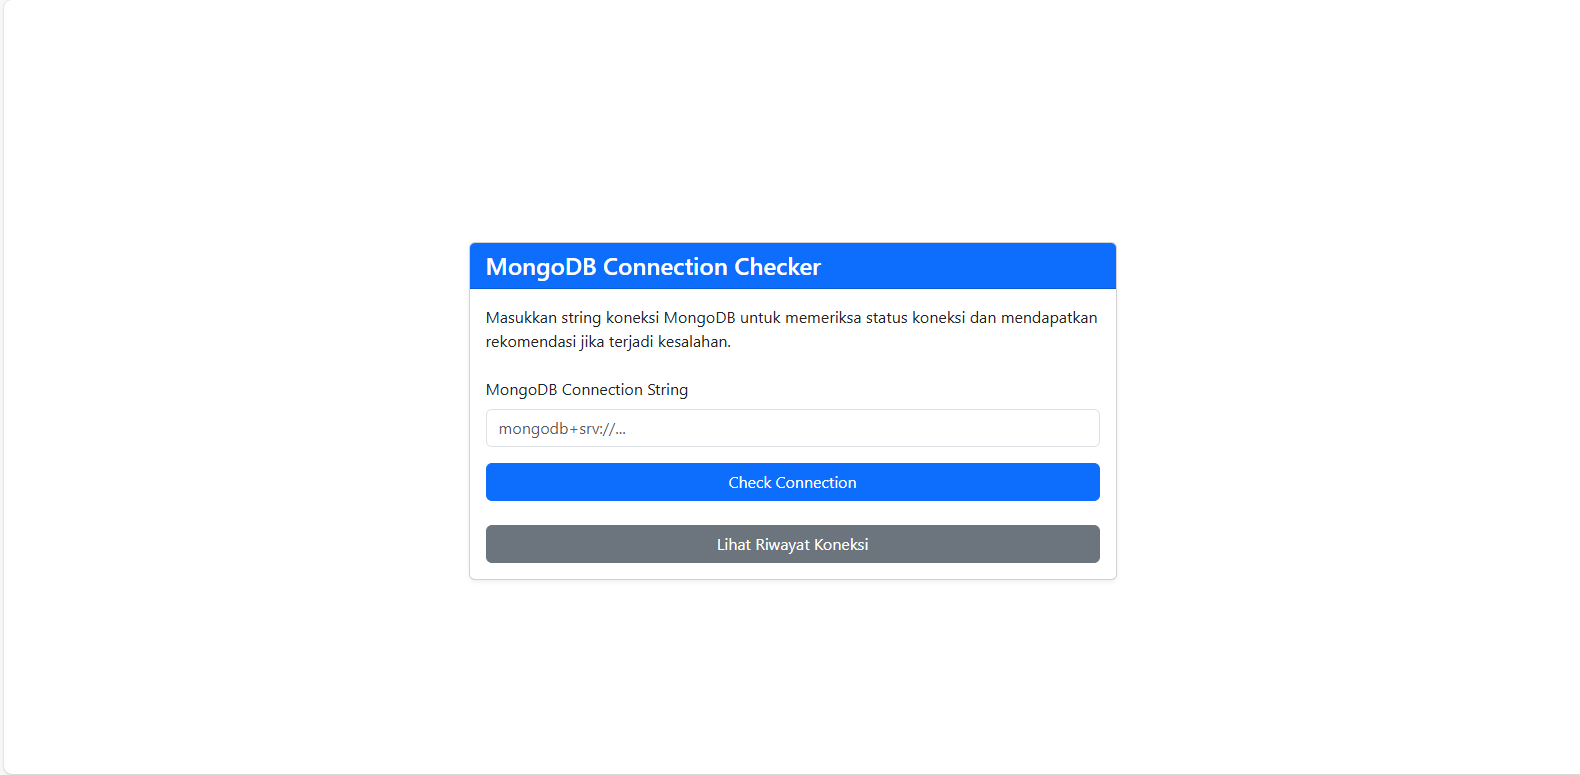 MongoDB Connection Checker
Masukkan string koneksi MongoDB untuk memeriksa status koneksi dan mendapatkan
rekomendasi jika terjadi kesalahan.
MongoDB Connection String
mongodb+srv://...
Check Connection
Lihat Riwayat Koneksi